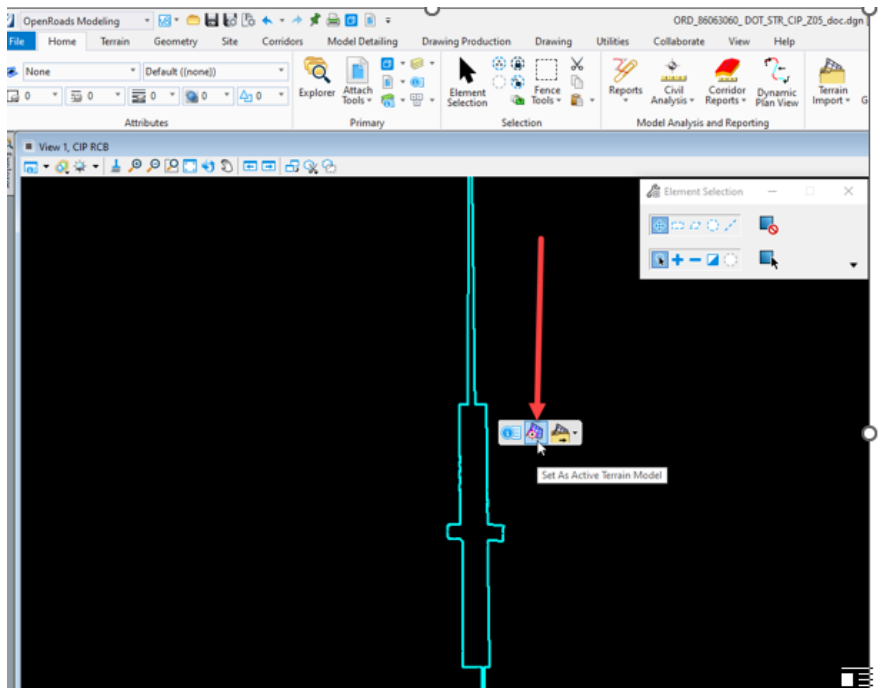 OpenRoads Modeling
ORD_86063060_ DOT_STR_CIP_Z05_doc.dgn
File Home Terrain Geometry Site Corridors Model Detailing Drawing Production Drawing Utilities Collaborate View Help
None Default ((none))
0 0 0 0 0
Explorer
Attach
Tools
Element
Selection
Fence
Tools
Reports
Civil
Analysis
Corridor
Reports
Dynamic
Plan View
Terrain
Import
G
Attributes Primary Selection Model Analysis and Reporting
View 1, CIP RCB
Element Selection
Set As Active Terrain Model